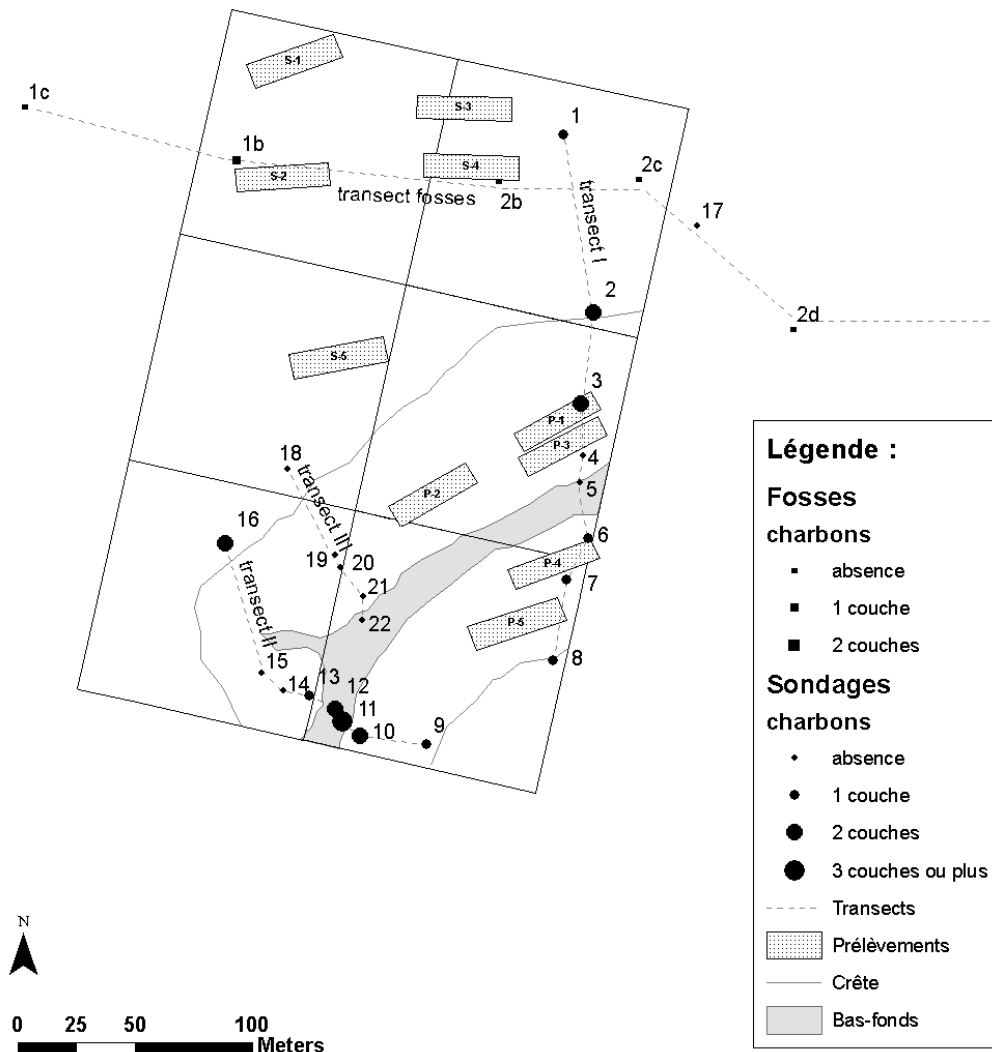 S-1
1c
S-3
1
1b
S-4
2c
S-2
transect fosses
2b
17
transect I
2
2d
S-5
3
P-1
P-3
4
18
P-2
5
transect III
16
6
19
20
P-4
7
21
transect II
22
P-5
15
13
8
14
12
11
10
9
Légende :
Fosses
charbons
absence
1 couche
2 couches
Sondages
charbons
absence
1 couche
2 couches
3 couches ou plus
Transects
Prélèvements
Crête
Bas-fonds
N
0 25 50 100
Meters